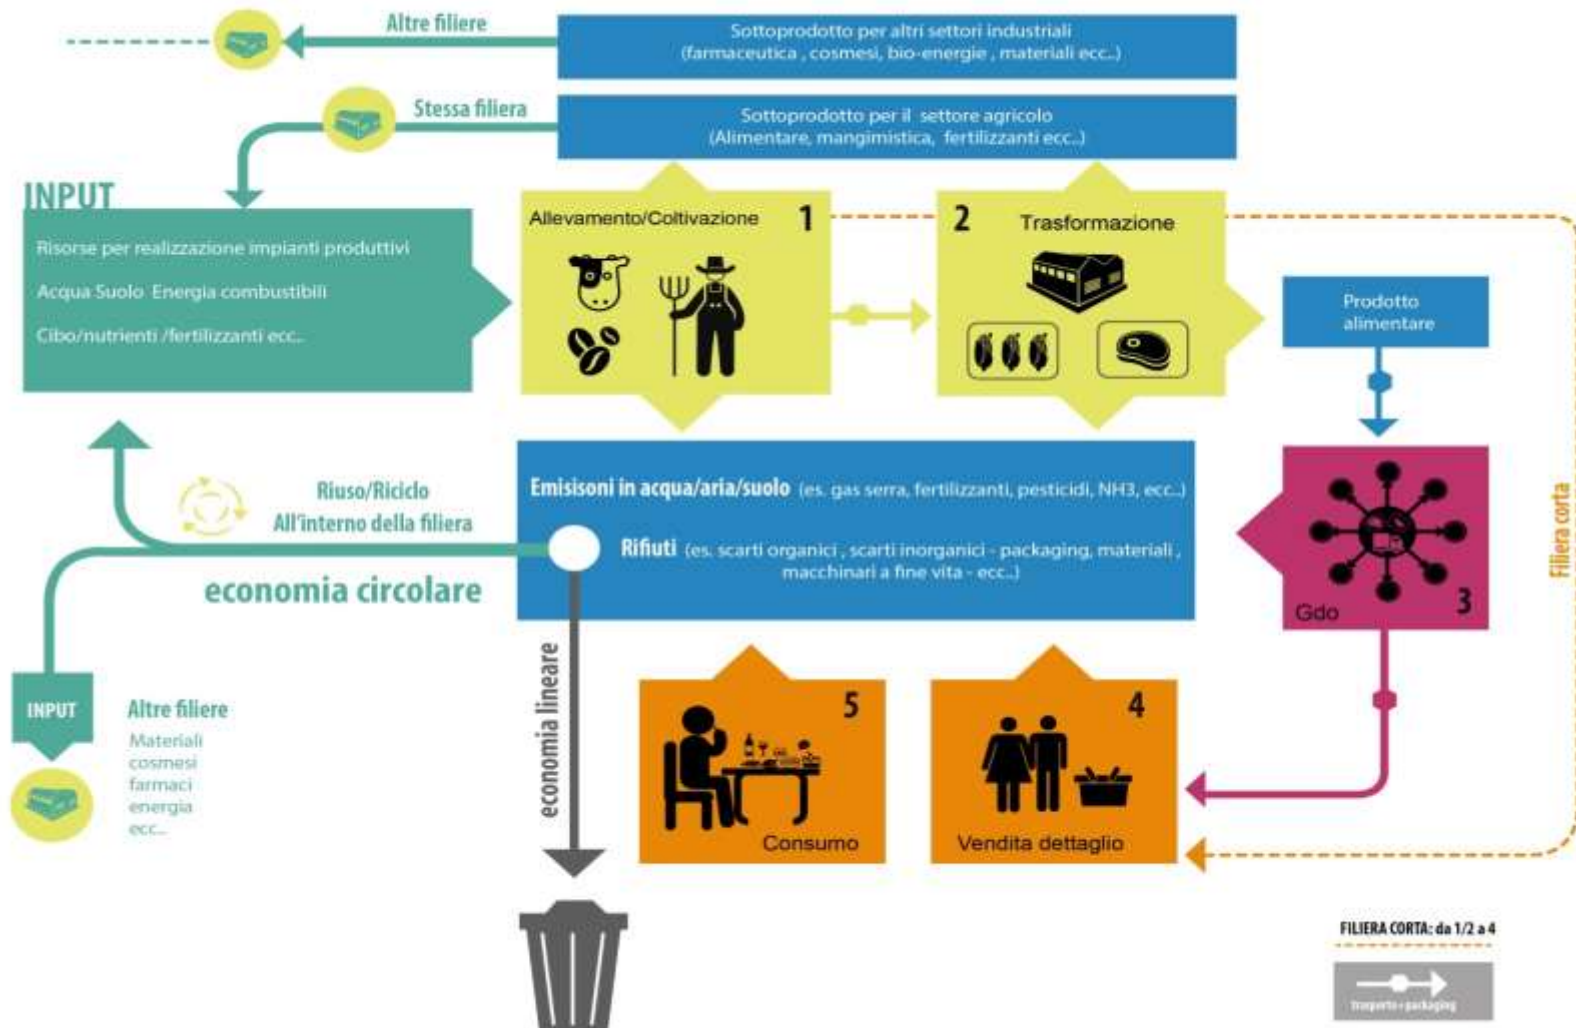 Altre filiere
Sottoprodotto per altri settori industriali
(farmaceutica , cosmesi, bio-energie , materiali ecc..)
Stessa filiera
Sottoprodotto per il settore agricolo
(Alimentare, mangimistica, fertilizzanti ecc..)
INPUT
Risorse per realizzazione impianti produttivi
Acqua Suolo Energia combustibili
Cibo/nutrienti /fertilizzanti ecc..
Allevamento/Coltivazione
1
2
Trasformazione
Prodotto
alimentare
Filiera corta
Riuso/Riciclo
All'interno della filiera
economia circolare
Emisisoni in acqua/aria/suolo (es. gas serra, fertilizzanti, pesticidi, NH3, ecc..)
Rifiuti (es. scarti organici , scarti inorganici - packaging, materiali ,
macchinari a fine vita - ecc..)
Gdo
3
INPUT
Altre filiere
Materiali
cosmesi
farmaci
energia
ecc..
economia lineare
5
Consumo
4
Vendita dettaglio
FILIERA CORTA: da 1/2 a 4
trasporto+packaging